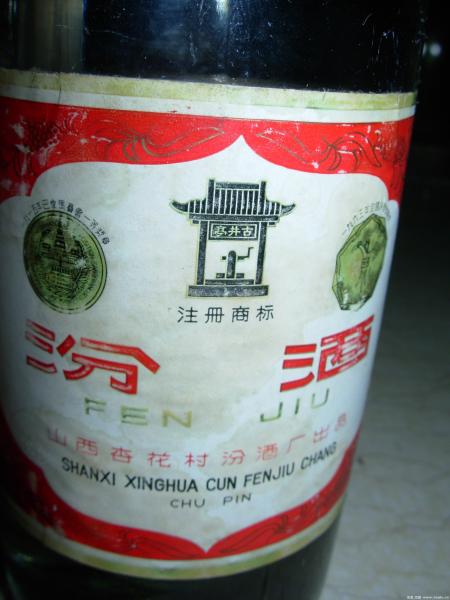 古井亭
注册商标
汾酒
FEN JIU
山西杏花村汾酒厂出品
SHANXI XINGHUA CUN FENJIU CHANG
CHU PIN